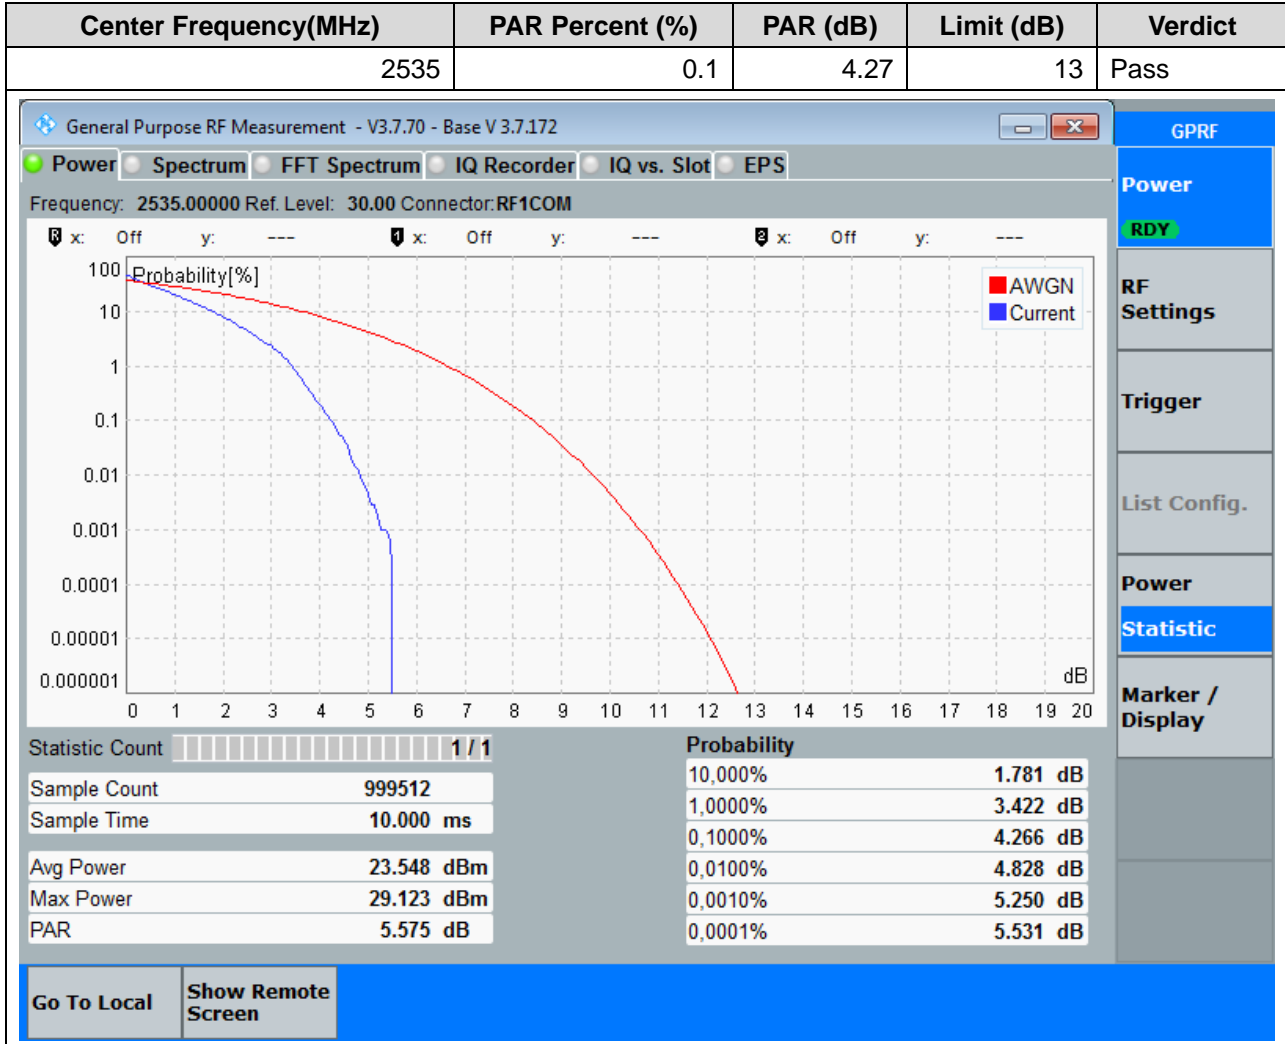 Center Frequency(MHz) PAR Percent (%) PAR (dB) Limit (dB) Verdict
2535 0.1 4.27 13 Pass
General Purpose RF Measurement - V3.7.70 - Base V 3.7.172
GPRF
Power Spectrum FFT Spectrum IQ Recorder IQ vs. Slot EPS
Frequency: 2535.00000 Ref. Level: 30.00 Connector: RF1COM
R x: Off y: --- 1 x: Off y: --- 2 x: Off y: ---
Probability[%]
AWGN
Current
100
10
1
0.1
0.01
0.001
0.0001
0.00001
0.000001
dB
0 1 2 3 4 5 6 7 8 9 10 11 12 13 14 15 16 17 18 19 20
Statistic Count 1 / 1
Sample Count 999512
Sample Time 10.000 ms
Avg Power 23.548 dBm
Max Power 29.123 dBm
PAR 5.575 dB
Probability
10,000% 1.781 dB
1,0000% 3.422 dB
0,1000% 4.266 dB
0,0100% 4.828 dB
0,0010% 5.250 dB
0,0001% 5.531 dB
Power
RDY
RF
Settings
Trigger
List Config.
Power
Statistic
Marker /
Display
Go To Local
Show Remote
Screen